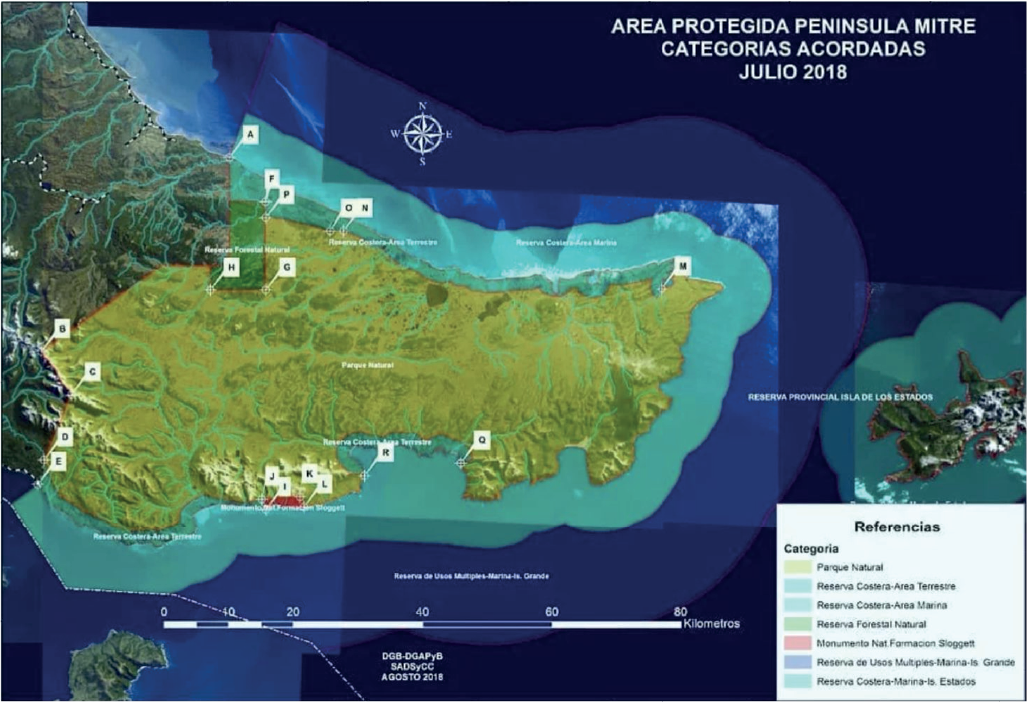 AREA PROTEGIDA PENINSULA MITRE
CATEGORIAS ACORDADAS
JULIO 2018
N
W E
S
A
F
P
O N
Reserva Costera-Area Terrestre
Reserva Costera-Area Marina
Reserva Forestal Natural
H
G
M
B
Parque Natural
C
RESERVA PROVINCIAL ISLA DE LOS ESTADOS
D
Reserva Costera-Area Terrestre
Q
E
R
J
K
I
L
Monumento Nat.Formacion Sloggett
Reserva Costera-Area Terrestre
Reserva de Usos Multiples-Marina-Is. Grande
0 10 20 40 60 80
Kilometros
DGB-DGAPyB
SADSyCC
AGOSTO 2018
Referencias
Categoria
Parque Natural
Reserva Costera-Area Terrestre
Reserva Costera-Area Marina
Reserva Forestal Natural
Monumento Nat.Formacion Sloggett
Reserva de Usos Multiples-Marina-Is. Grande
Reserva Costera-Marina-Is. Estados